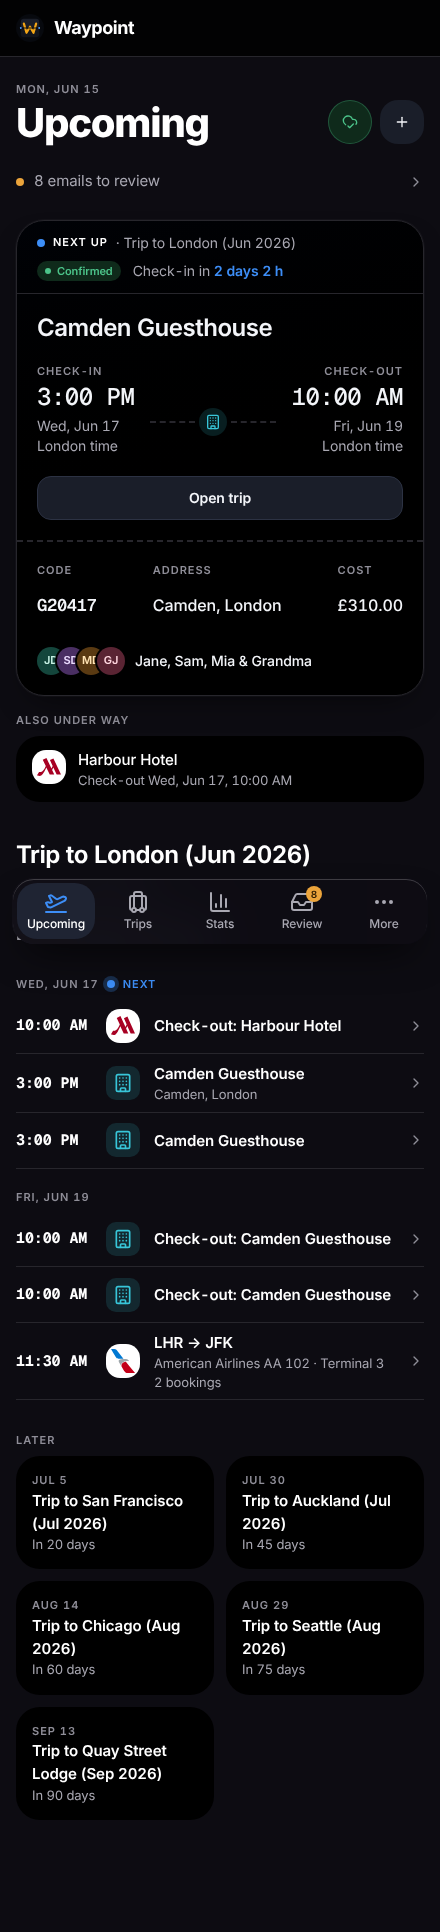 Waypoint
MON, JUN 15
Upcoming
8 emails to review
NEXT UP · Trip to London (Jun 2026)
Confirmed Check-in in 2 days 2 h
Camden Guesthouse
CHECK-IN CHECK-OUT
3:00 PM 10:00 AM
Wed, Jun 17 Fri, Jun 19
London time London time
Open trip
CODE ADDRESS COST
G20417 Camden, London £310.00
GJ Jane, Sam, Mia & Grandma
ALSO UNDER WAY
Harbour Hotel
Check-out Wed, Jun 17, 10:00 AM
Trip to London (Jun 2026)
8
Upcoming Trips Stats Review More
WED, JUN 17 NEXT
10:00 AM Check-out: Harbour Hotel
3:00 PM Camden Guesthouse
Camden, London
3:00 PM Camden Guesthouse
FRI, JUN 19
10:00 AM Check-out: Camden Guesthouse
10:00 AM Check-out: Camden Guesthouse
11:30 AM LHR → JFK
American Airlines AA 102 · Terminal 3
2 bookings
LATER
JUL 5
Trip to San Francisco
(Jul 2026)
In 20 days
JUL 30
Trip to Auckland (Jul
2026)
In 45 days
AUG 14
Trip to Chicago (Aug
2026)
In 60 days
AUG 29
Trip to Seattle (Aug
2026)
In 75 days
SEP 13
Trip to Quay Street
Lodge (Sep 2026)
In 90 days